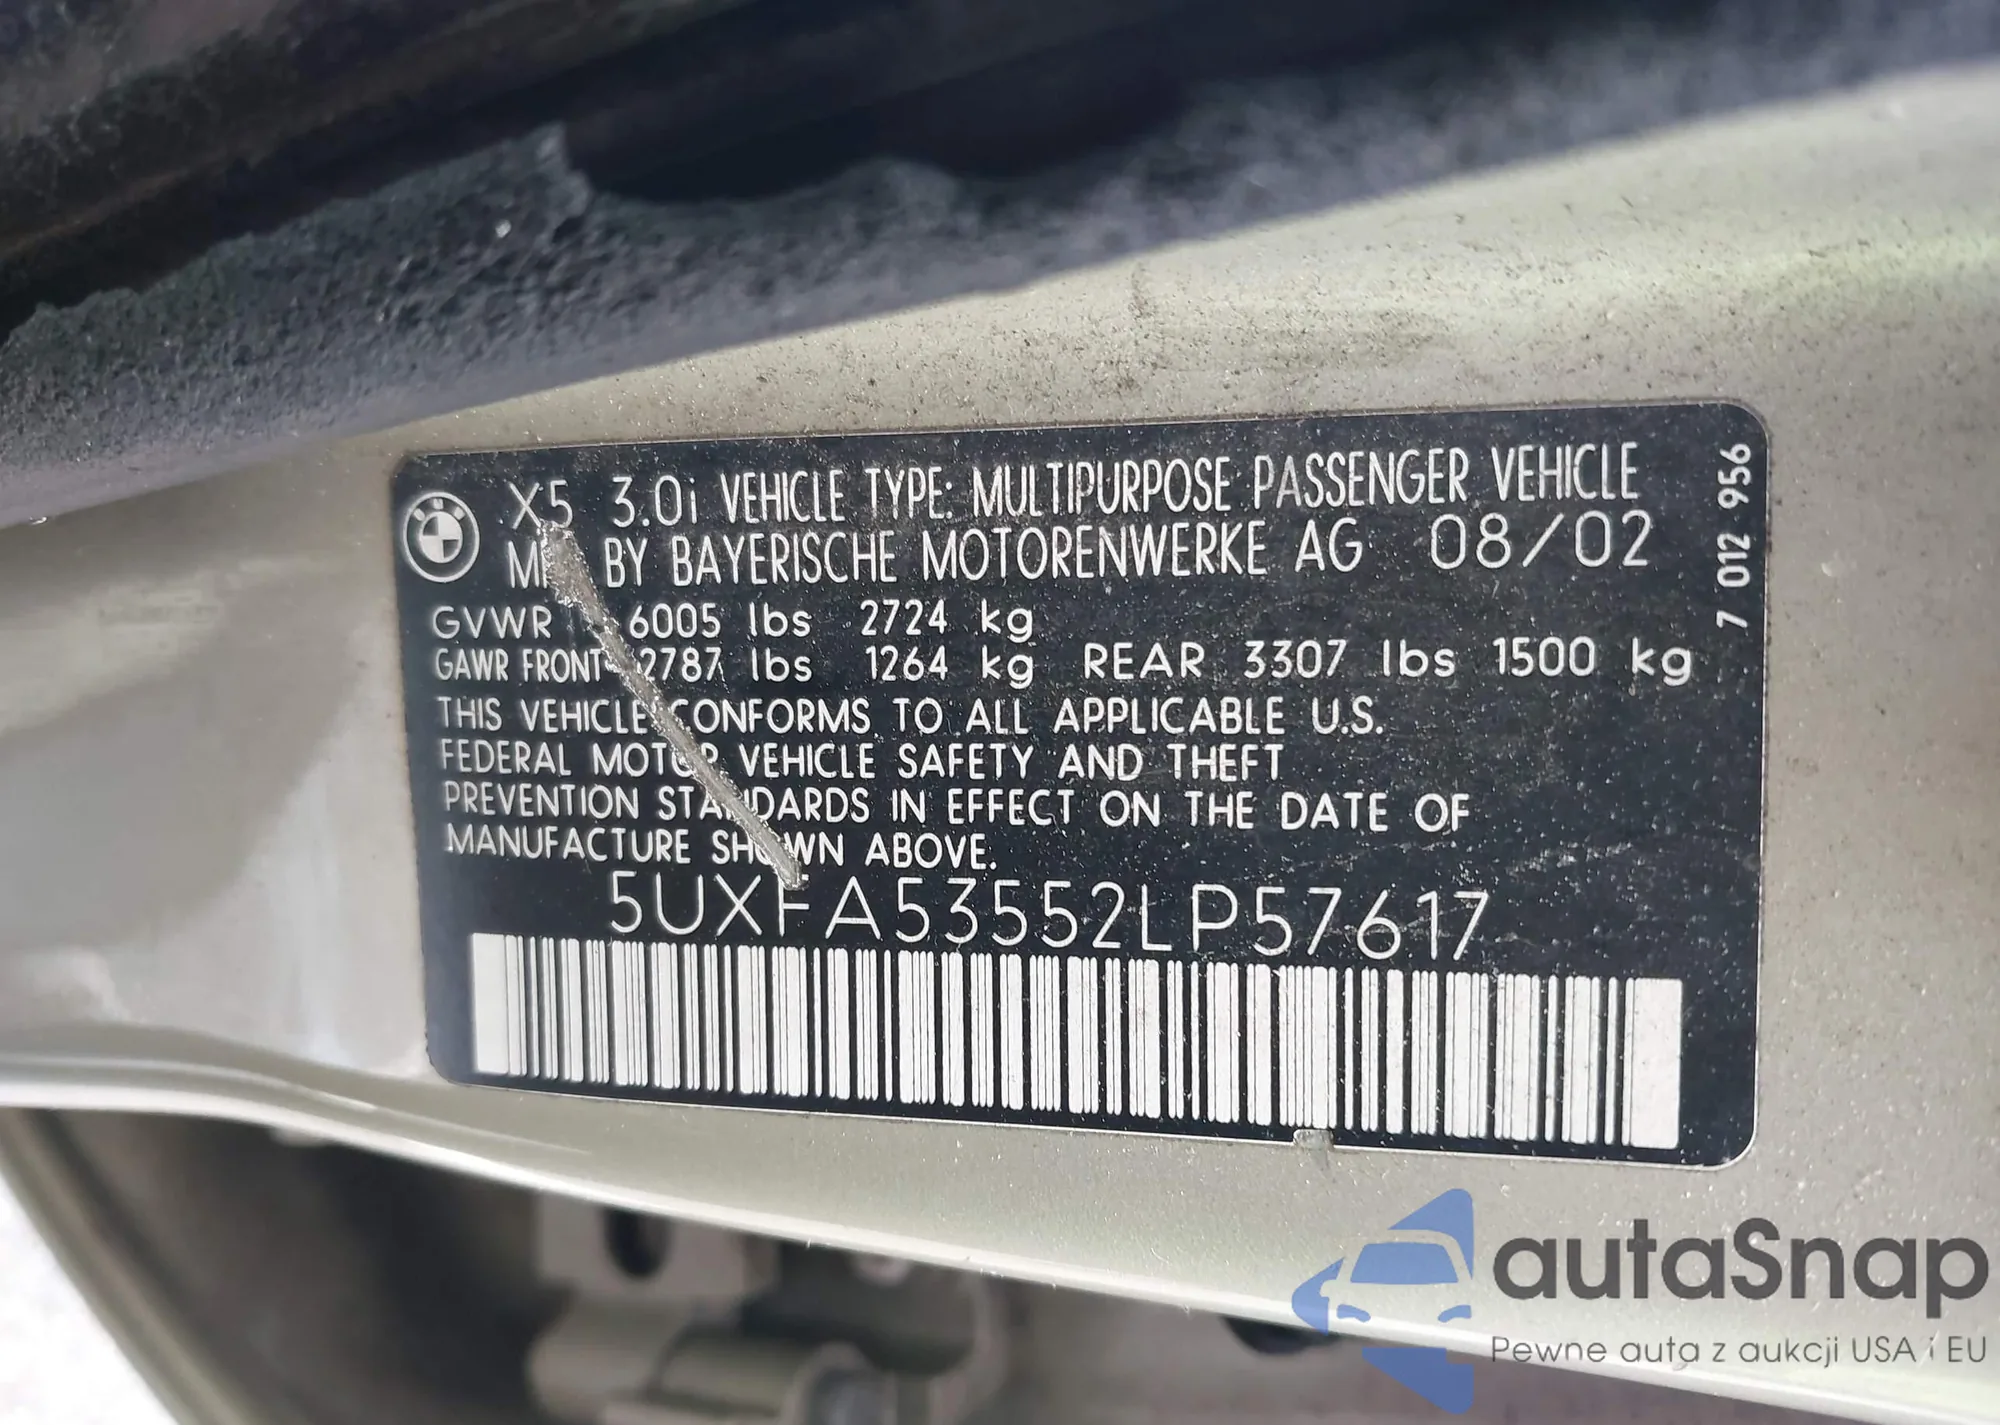 X5 3.0i VEHICLE TYPE: MULTIPURPOSE PASSENGER VEHICLE
BY BAYERISCHE MOTORENWERKE AG 08/02
GVWR 6005 lbs 2724 kg
GAWR FRONT 2787 lbs 1264 kg REAR 3307 lbs 1500 kg
THIS VEHICLE CONFORMS TO ALL APPLICABLE U.S.
FEDERAL MOTOR VEHICLE SAFETY AND THEFT
PREVENTION STANDARDS IN EFFECT ON THE DATE OF
MANUFACTURE SHOWN ABOVE.
5UXFA53552LP57617
7 012 956
BMW
autaSnap
Pewne auta z aukcji USA i EU